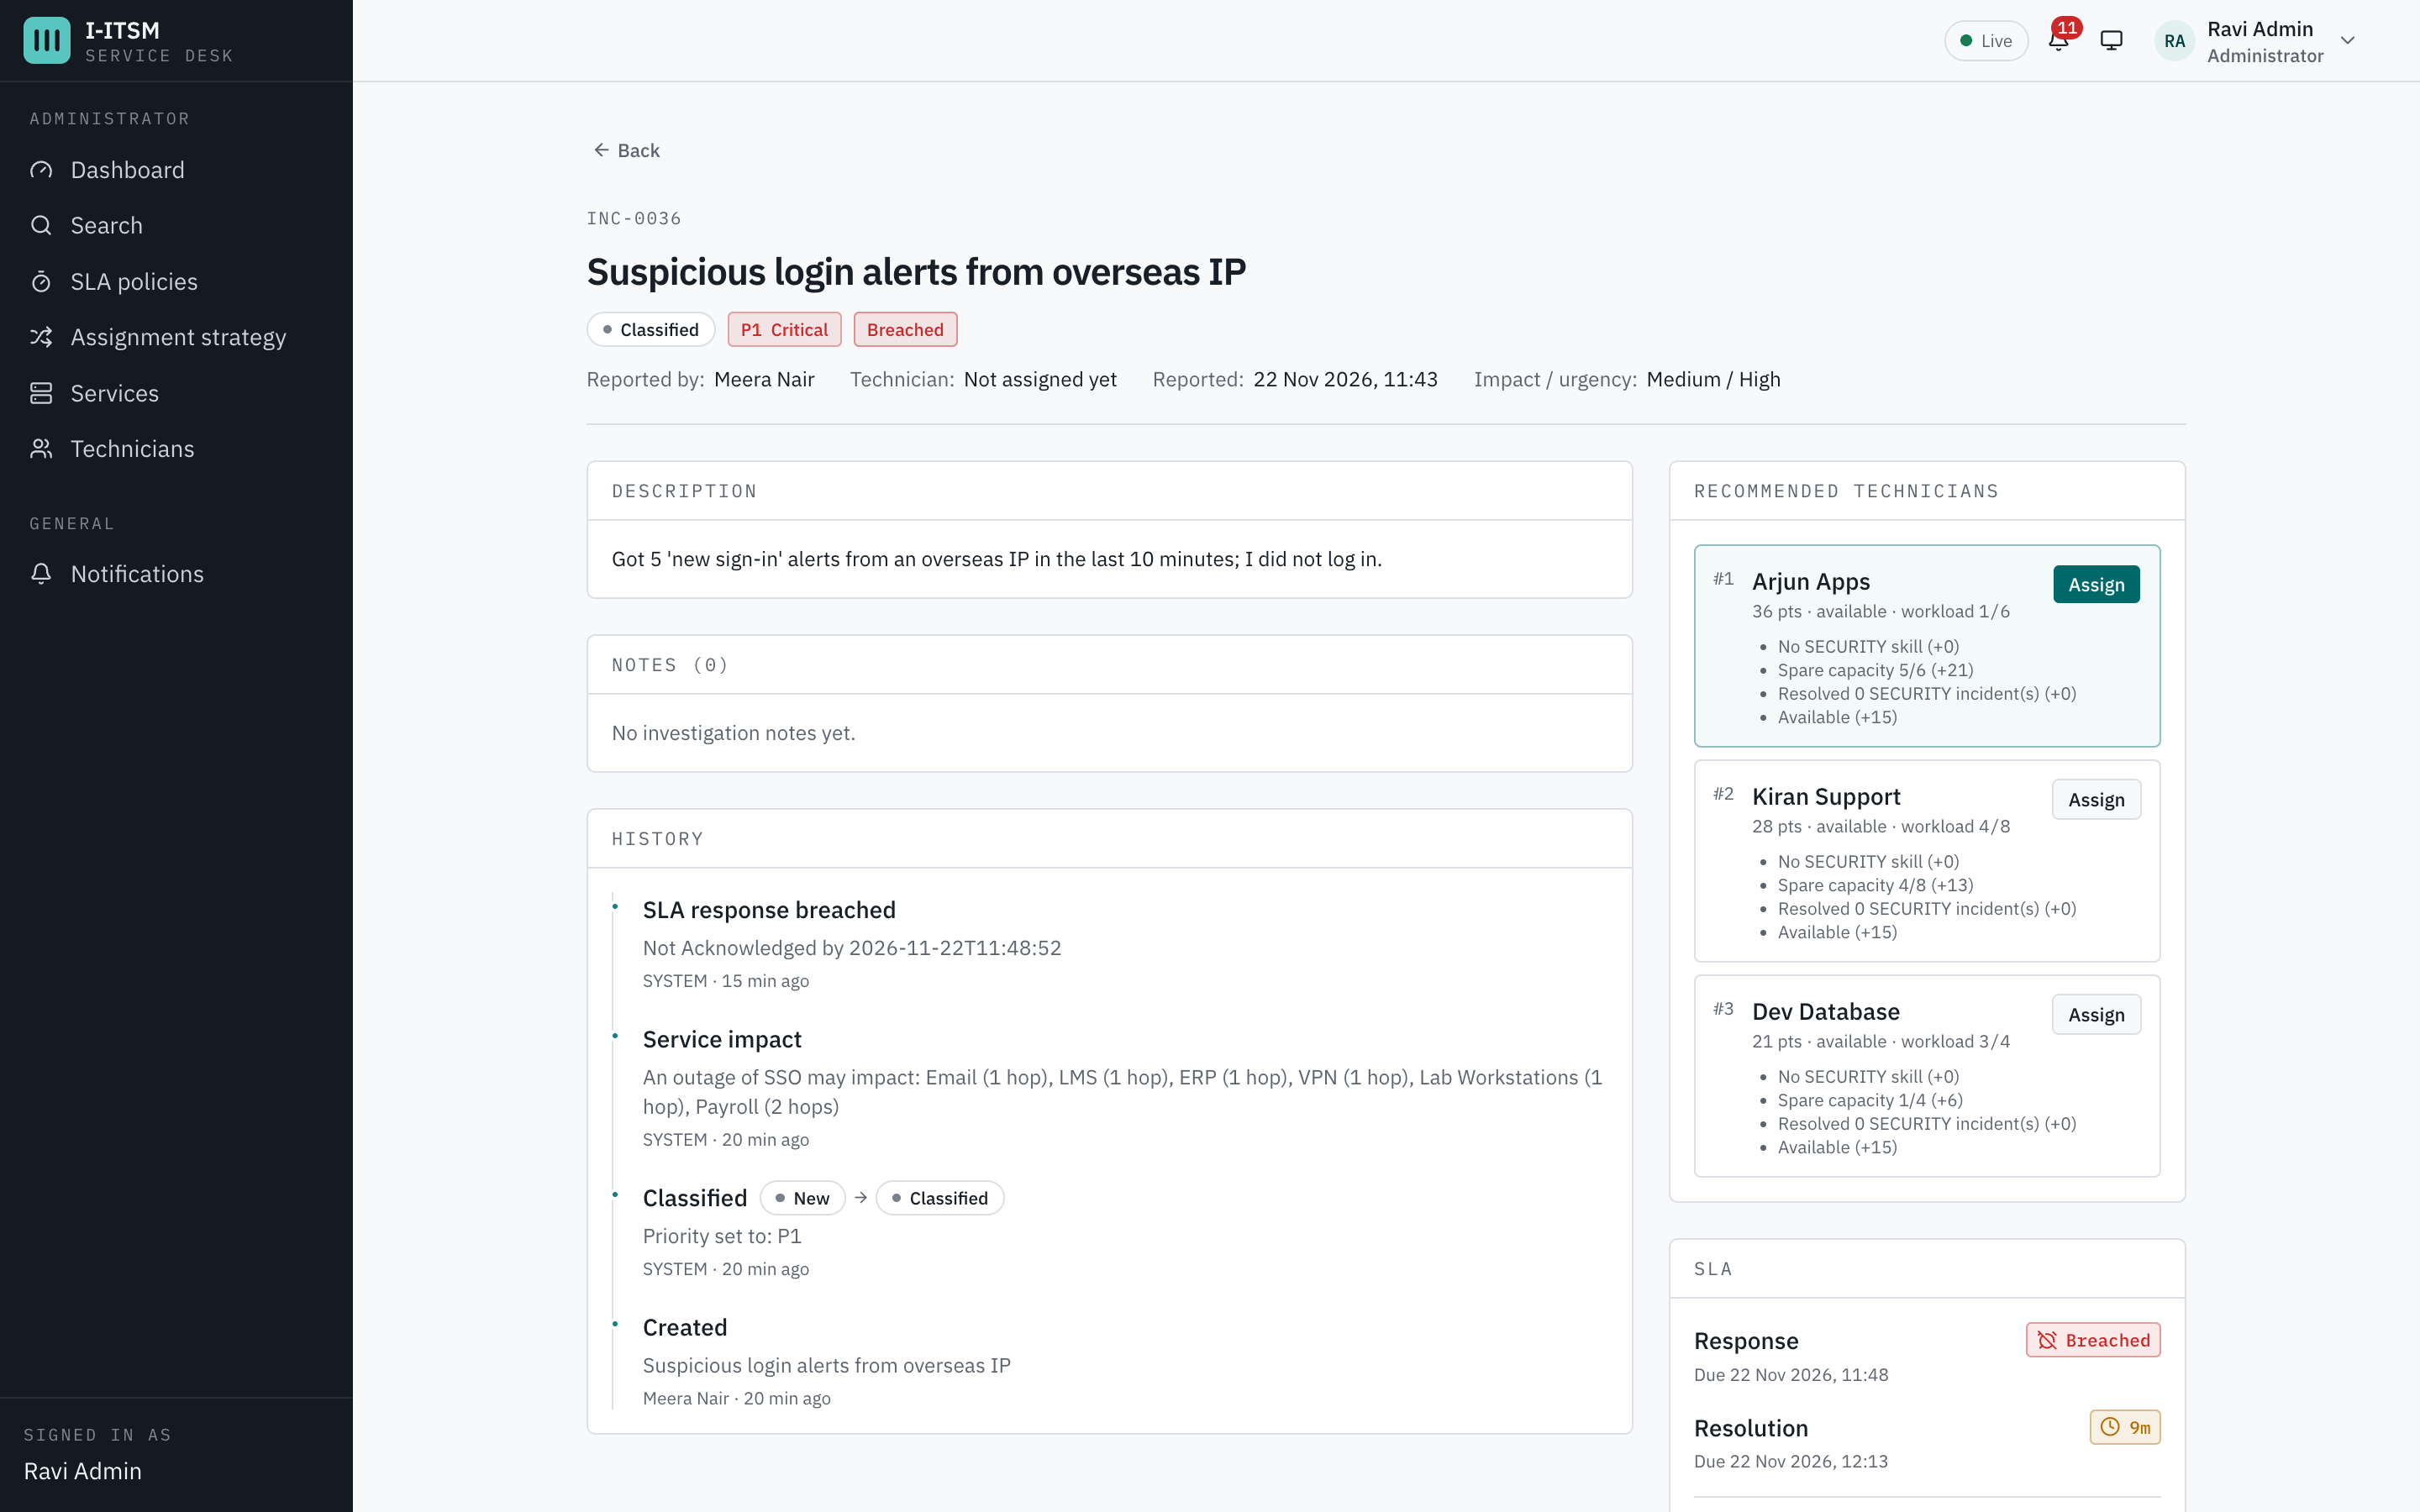 I-ITSM
SERVICE DESK
ADMINISTRATOR
Dashboard
Search
SLA policies
Assignment strategy
Services
Technicians
GENERAL
Notifications
SIGNED IN AS
Ravi Admin
Live
11
RA
Ravi Admin
Administrator
Back
INC-0036
Suspicious login alerts from overseas IP
Classified
P1 Critical
Breached
Reported by: Meera Nair
Technician: Not assigned yet
Reported: 22 Nov 2026, 11:43
Impact / urgency: Medium / High
DESCRIPTION
Got 5 'new sign-in' alerts from an overseas IP in the last 10 minutes; I did not log in.
NOTES (0)
No investigation notes yet.
HISTORY
SLA response breached
Not Acknowledged by 2026-11-22T11:48:52
SYSTEM · 15 min ago
Service impact
An outage of SSO may impact: Email (1 hop), LMS (1 hop), ERP (1 hop), VPN (1 hop), Lab Workstations (1
hop), Payroll (2 hops)
SYSTEM · 20 min ago
Classified New → Classified
Priority set to: P1
SYSTEM · 20 min ago
Created
Suspicious login alerts from overseas IP
Meera Nair · 20 min ago
RECOMMENDED TECHNICIANS
#1 Arjun Apps
Assign
36 pts · available · workload 1/6
• No SECURITY skill (+0)
• Spare capacity 5/6 (+21)
• Resolved 0 SECURITY incident(s) (+0)
• Available (+15)
#2 Kiran Support
Assign
28 pts · available · workload 4/8
• No SECURITY skill (+0)
• Spare capacity 4/8 (+13)
• Resolved 0 SECURITY incident(s) (+0)
• Available (+15)
#3 Dev Database
Assign
21 pts · available · workload 3/4
• No SECURITY skill (+0)
• Spare capacity 1/4 (+6)
• Resolved 0 SECURITY incident(s) (+0)
• Available (+15)
SLA
Response
Breached
Due 22 Nov 2026, 11:48
Resolution
9m
Due 22 Nov 2026, 12:13